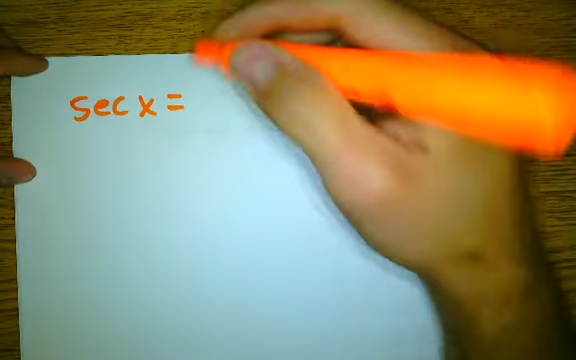 sec x =